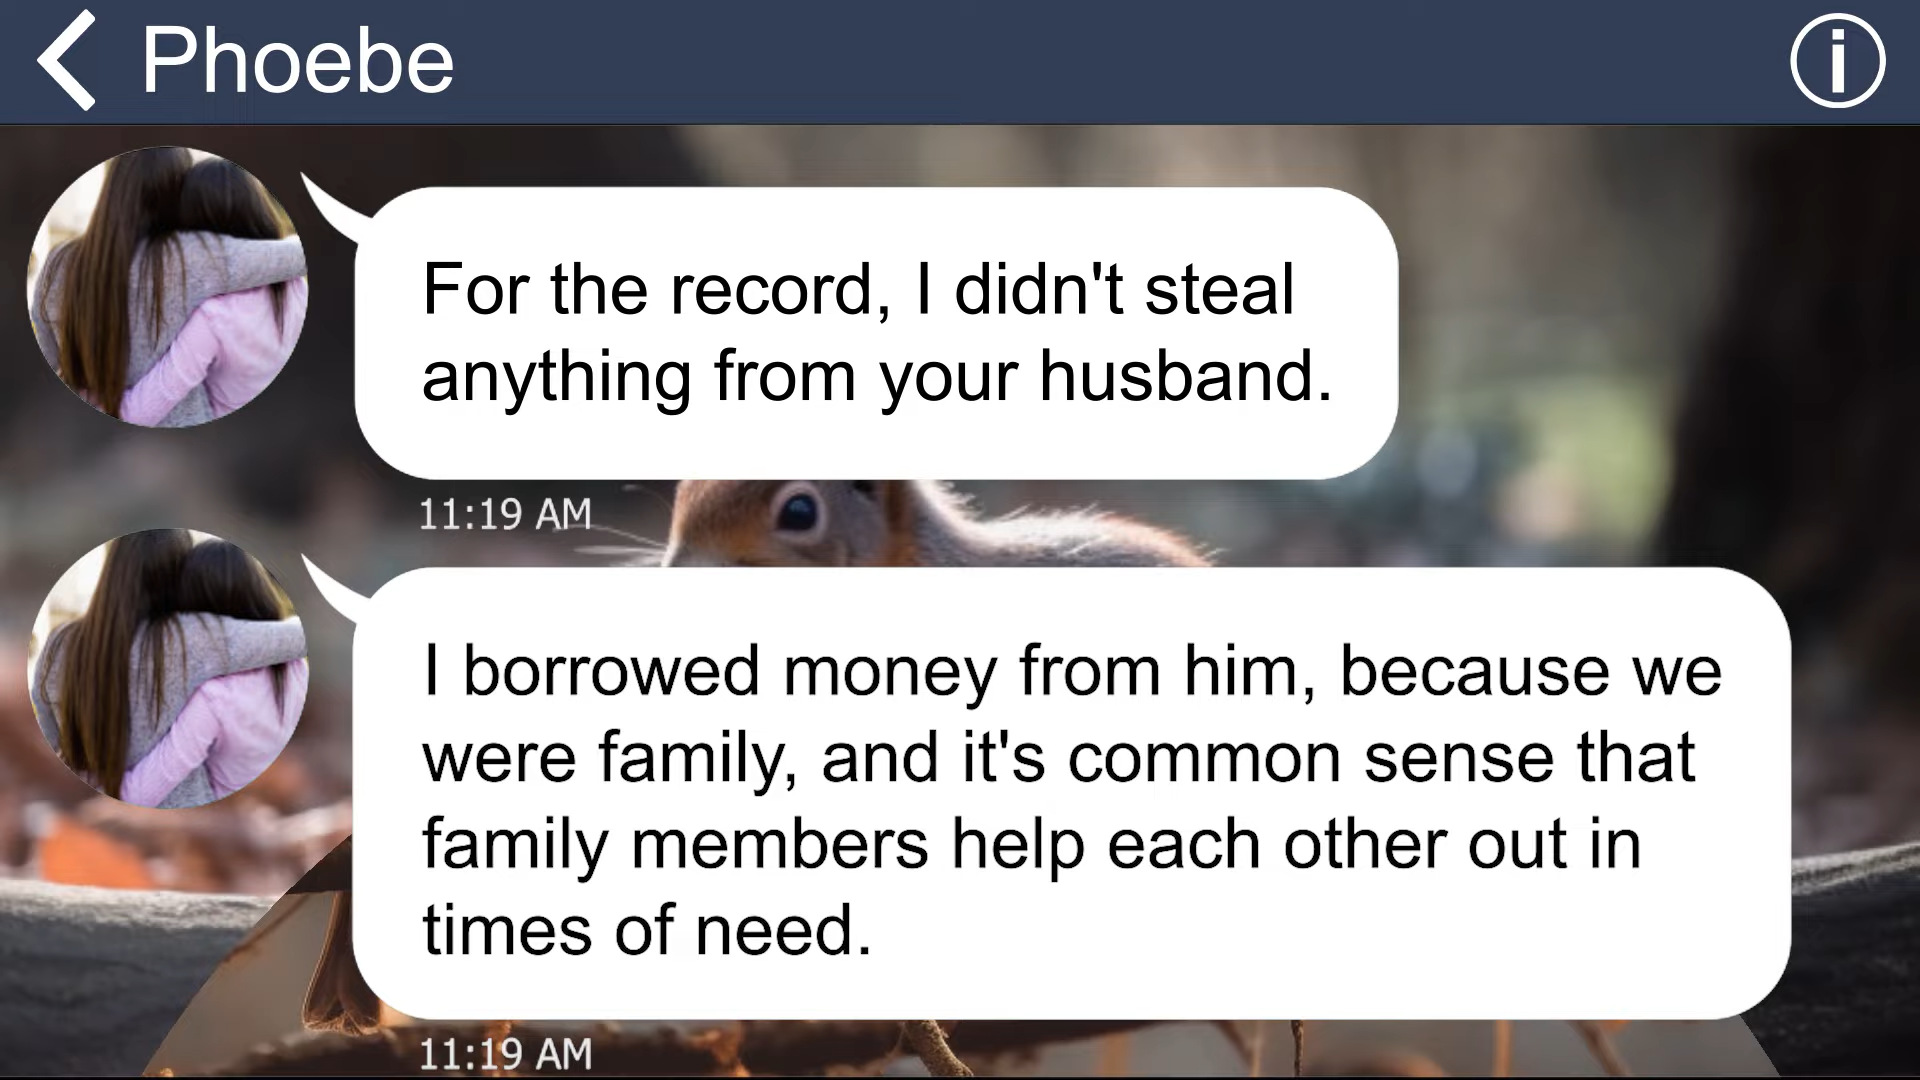 Phoebe
For the record, I didn't steal
anything from your husband.
11:19 AM
I borrowed money from him, because we
were family, and it's common sense that
family members help each other out in
times of need.
11:19 AM